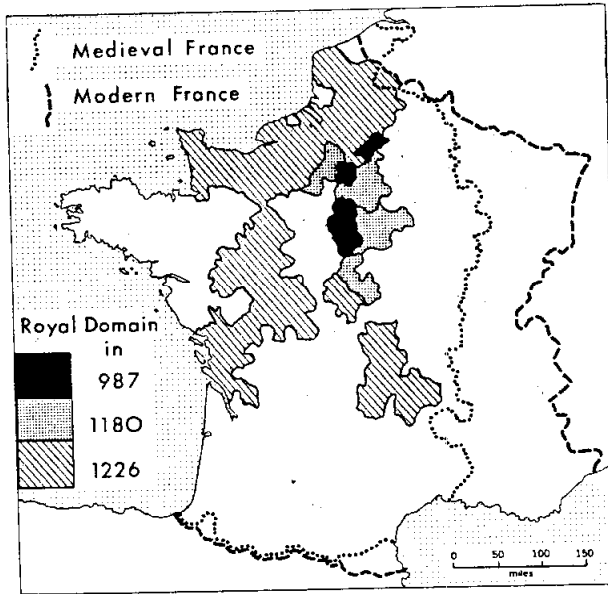 Medieval France
Modern France
Royal Domain
in
987
1180
1226
0 50 100 150
miles